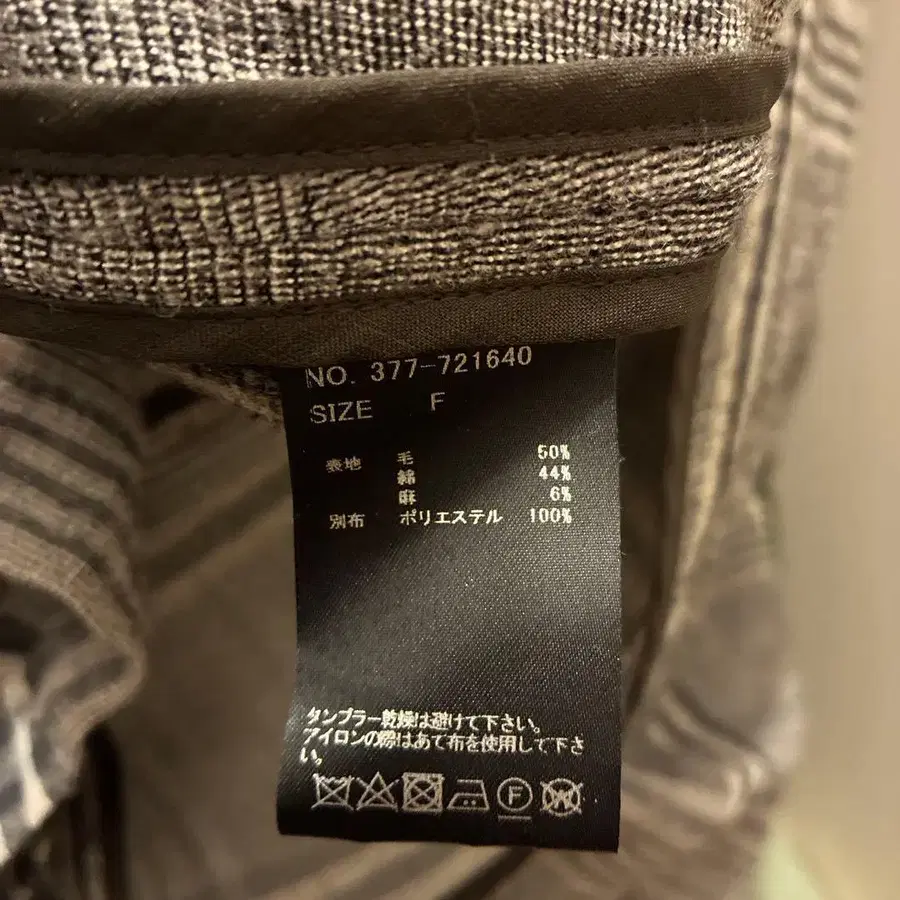 NO. 377-721640
SIZE F
表地 毛 50%
綿 44%
麻 6%
別布 ポリエステル 100%
タンブラー乾燥は避けて下さい。
アイロンの際はあて布を使用して下さ
い。
F W